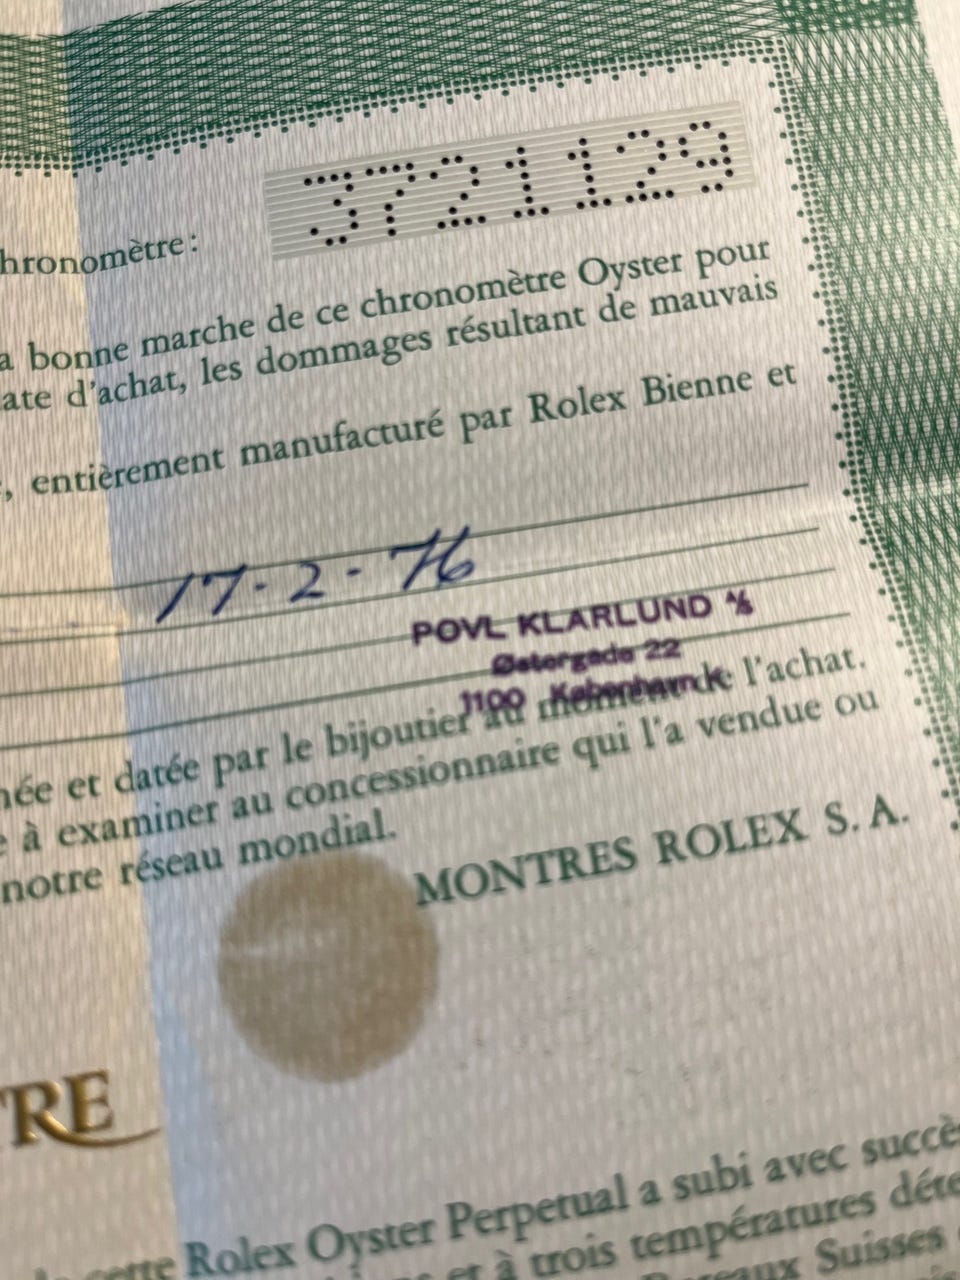 3721129
hronomètre:
a bonne marche de ce chronomètre Oyster pour
ate d'achat, les dommages résultant de mauvais
, entièrement manufacturé par Rolex Bienne et
17-2-76
POVL KLARLUND A/S
Østergade 22
1100 København K
née et datée par le bijoutier au moment de l'achat.
e à examiner au concessionnaire qui l'a vendue ou
notre réseau mondial.
MONTRES ROLEX S.A.
TRE
cette Rolex Oyster Perpetual a subi avec succè
et à trois températures déte
Bureaux Suisses